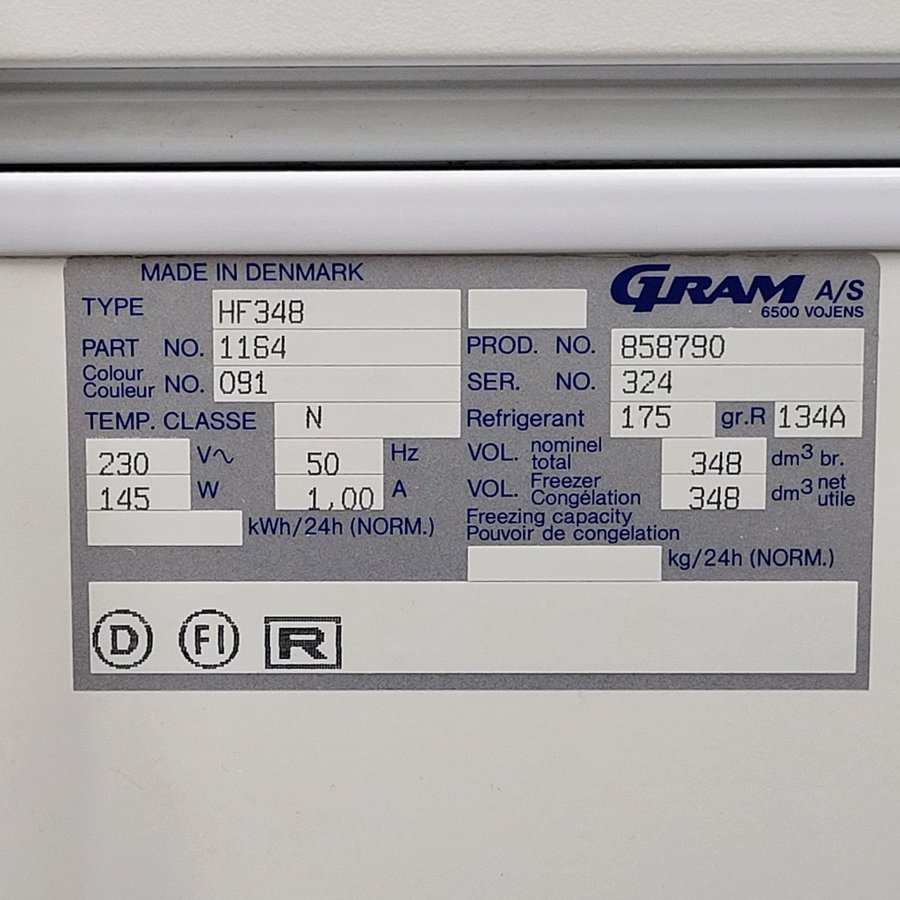 MADE IN DENMARK
GRAM A/S
6500 VOJENS
TYPE HF348
PART NO. 1164
PROD. NO. 858790
Colour
Couleur NO. 091
SER. NO. 324
TEMP. CLASSE N
Refrigerant 175 gr.R 134A
230 V~ 50 Hz
VOL. nominel
total 348 dm³ br.
145 W 1,00 A
VOL. Freezer
Congélation 348 dm³ net
utile
kWh/24h (NORM.)
Freezing capacity
Pouvoir de congelation
kg/24h (NORM.)
D FI R